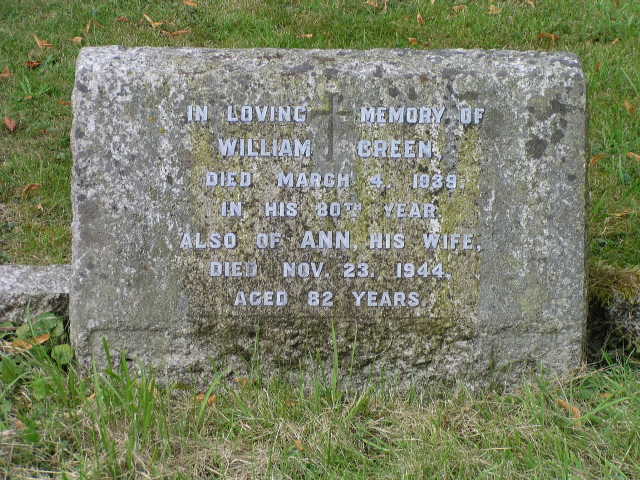 IN LOVING MEMORY OF
WILLIAM GREEN,
DIED MARCH 4, 1939
IN HIS 80TH YEAR
ALSO OF ANN, HIS WIFE,
DIED NOV. 23, 1944,
AGED 82 YEARS.